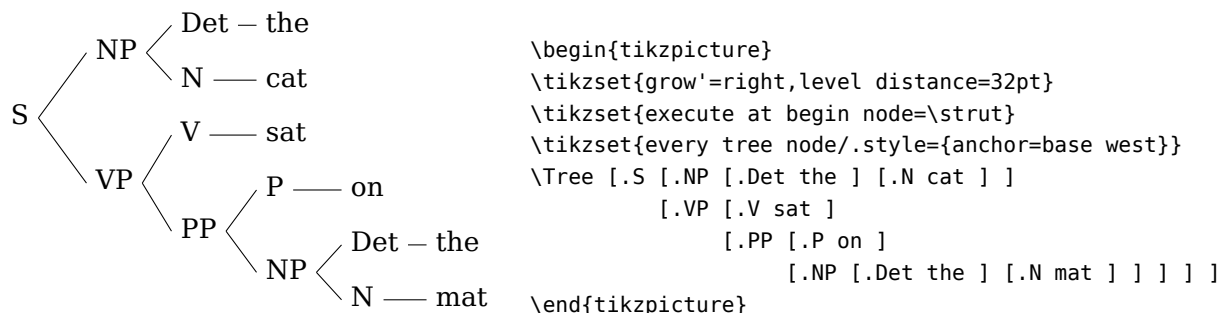 Det the
NP
N cat
S
V sat
VP
P on
PP
Det the
NP
N mat
\begin{tikzpicture}
\tikzset{grow'=right,level distance=32pt}
\tikzset{execute at begin node=\strut}
\tikzset{every tree node/.style={anchor=base west}}
\Tree [.S [.NP [.Det the ] [.N cat ] ]
[.VP [.V sat ]
[.PP [.P on ]
[.NP [.Det the ] [.N mat ] ] ] ] ]
\end{tikzpicture}